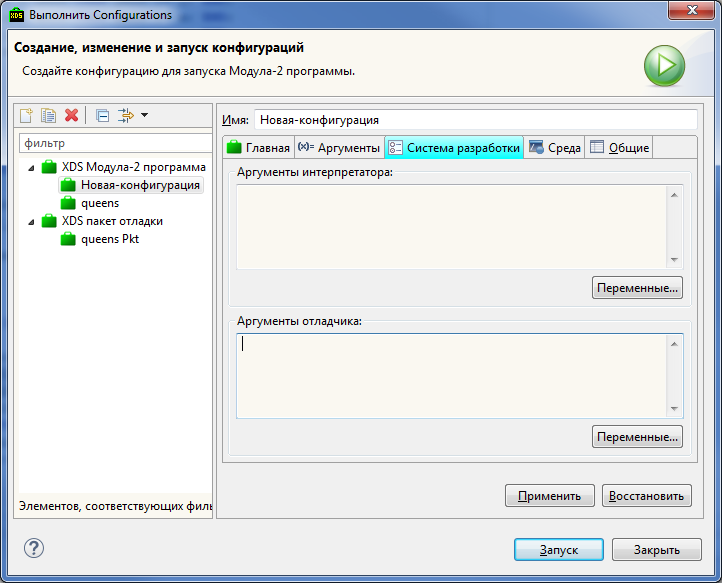 XDS Выполнить Configurations
Создание, изменение и запуск конфигураций
Создайте конфигурацию для запуска Модула-2 программы.
фильтр
XDS Модула-2 программа
Новая-конфигурация
queens
XDS пакет отладки
queens Pkt
Элементов, соответствующих филь
Имя: Новая-конфигурация
Главная (x)= Аргументы Система разработки Среда Общие
Аргументы интерпретатора:
Переменные...
Аргументы отладчика:
Переменные...
Применить Восстановить
? Запуск Закрыть